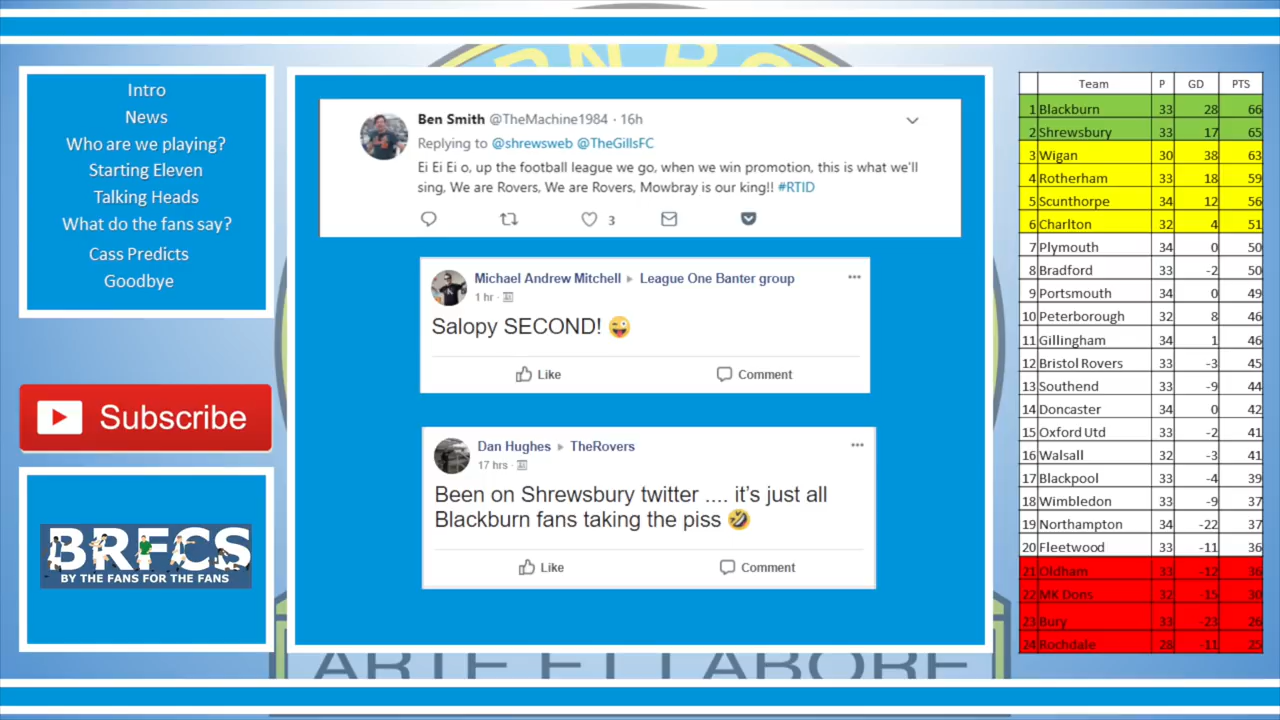 RN RO
Intro
News
Who are we playing?
Starting Eleven
Talking Heads
What do the fans say?
Cass Predicts
Goodbye
Subscribe
BRFCS
BY THE FANS FOR THE FANS
Ben Smith @TheMachine1984 · 16h
Replying to @shrewsweb @TheGillsFC
Ei Ei Ei o, up the football league we go, when we win promotion, this is what we'll
sing, We are Rovers, We are Rovers, Mowbray is our king!! #RTID
3
Michael Andrew Mitchell ▸ League One Banter group
1 hr ·
Salopy SECOND! 😜
Like Comment
Dan Hughes ▸ TheRovers
17 hrs ·
Been on Shrewsbury twitter .... it's just all
Blackburn fans taking the piss 🤣
Like Comment
ARTE ET LABORE
Team P GD PTS
1 Blackburn 33 28 66
2 Shrewsbury 33 17 65
3 Wigan 30 38 63
4 Rotherham 33 18 59
5 Scunthorpe 34 12 56
6 Charlton 32 4 51
7 Plymouth 34 0 50
8 Bradford 33 -2 50
9 Portsmouth 34 0 49
10 Peterborough 32 8 46
11 Gillingham 34 1 46
12 Bristol Rovers 33 -3 45
13 Southend 33 -9 44
14 Doncaster 34 0 42
15 Oxford Utd 33 -2 41
16 Walsall 32 -3 41
17 Blackpool 33 -4 39
18 Wimbledon 33 -9 37
19 Northampton 34 -22 37
20 Fleetwood 33 -11 36
21 Oldham 33 -12 36
22 MK Dons 32 -15 30
23 Bury 33 -23 26
24 Rochdale 28 -11 25